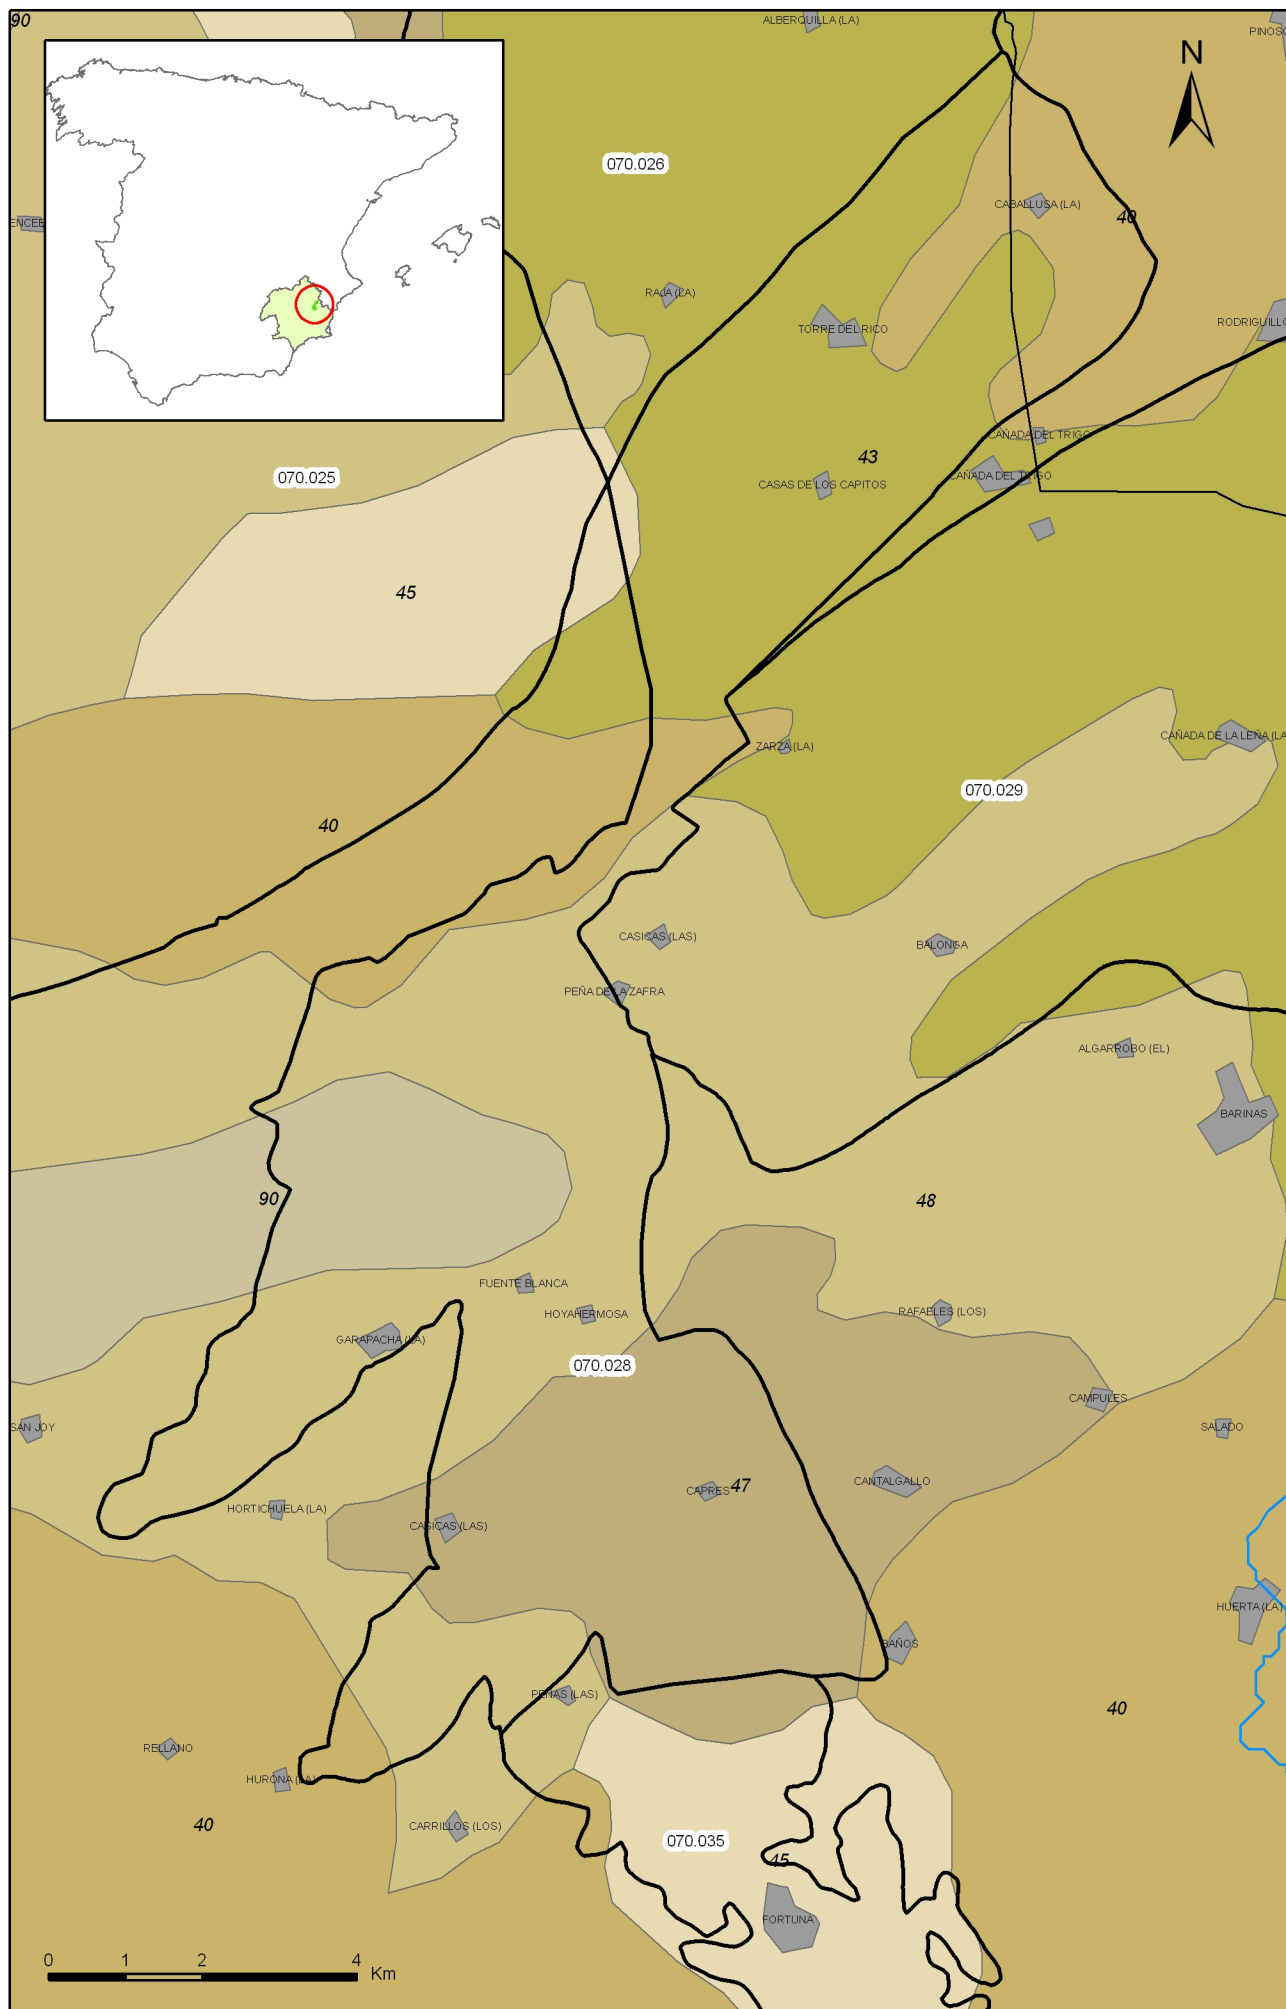 90
ALBERQUILLA (LA)
PINOSO
N
070.026
CABALLUSA (LA)
40
ENCEB
RAJA (LA)
TORRE DEL RICO
RODRIGUILLO
CAÑADA DEL TRIGO
43
070.025
CAÑADA DEL TRIGO
CASAS DE LOS CAPITOS
45
CAÑADA DE LA LEÑA (LA
ZARZA (LA)
070.029
40
CASICAS (LAS)
BALONGA
PEÑA DE LA ZAFRA
ALGARROBO (EL)
BARINAS
90
48
FUENTE BLANCA
HOYAHERMOSA
RAFAELES (LOS)
GARAPACHA (LA)
070.028
CAMPULES
SAN JOY
SALADO
CANTALGALLO
CAPRES
47
HORTICHUELA (LA)
CASICAS (LAS)
HUERTA (LA)
BAÑOS
PEÑAS (LAS)
40
RELLANO
HURONA (LA)
40
CARRILLOS (LOS)
070.035
45
FORTUNA
0 1 2 4
Km